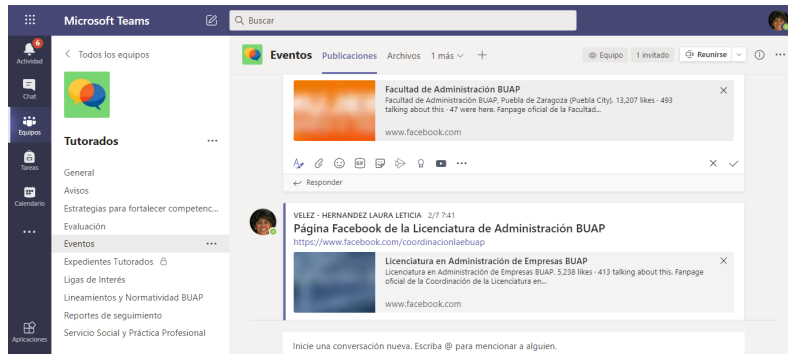 Microsoft Teams
Buscar
6
Actividad
Chat
Equipos
Tareas
Calendario
Aplicaciones
Todos los equipos
Tutorados
General
Avisos
Estrategias para fortalecer competenc...
Evaluación
Eventos
Expedientes Tutorados
Ligas de Interés
Lineamientos y Normatividad BUAP
Reportes de seguimiento
Servicio Social y Práctica Profesional
Eventos Publicaciones Archivos 1 más
Equipo 1 invitado Reunirse
Facultad de Administración BUAP
Facultad de Administración BUAP, Puebla de Zaragoza (Puebla City). 13,207 likes · 493
talking about this · 47 were here. Fanpage oficial de la Facultad...
www.facebook.com
GIF
Responder
VELEZ - HERNANDEZ LAURA LETICIA 2/7 7:41
Página Facebook de la Licenciatura de Administración BUAP
https://www.facebook.com/coordinacionlaebuap
Licenciatura en Administración de Empresas BUAP
Licenciatura en Administración de Empresas BUAP. 5,238 likes · 413 talking about this. Fanpage
oficial de la Coordinación de la Licenciatura en...
www.facebook.com
Inicie una conversación nueva. Escriba @ para mencionar a alguien.